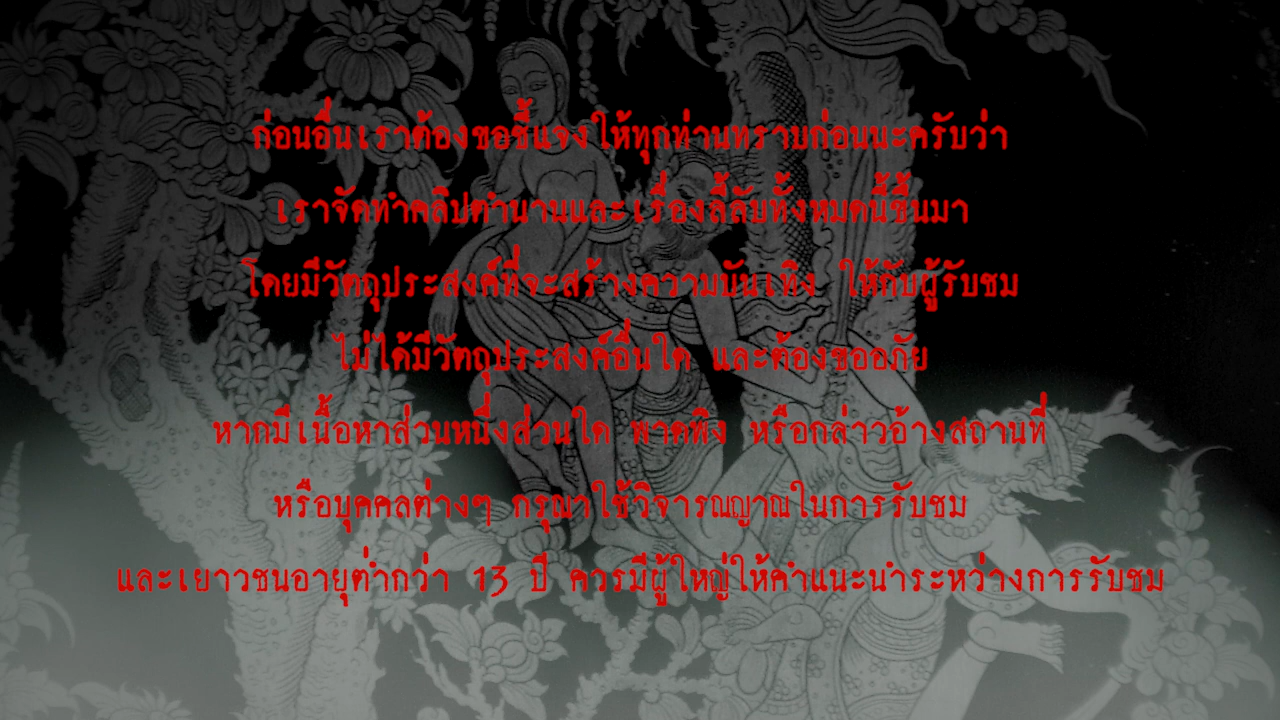 ก่อนอื่นเราต้องขอชี้แจงให้ทุกท่านทราบก่อนนะครับว่า
เราจัดทำคลิปตำนานและเรื่องลี้ลับทั้งหมดนี้ขึ้นมา
โดยมีวัตถุประสงค์ที่จะสร้างความบันเทิง ให้กับผู้รับชม
ไม่ได้มีวัตถุประสงค์อื่นใด และต้องขออภัย
หากมีเนื้อหาส่วนหนึ่งส่วนใด พาดพิง หรือกล่าวอ้างสถานที่
หรือบุคคลต่างๆ กรุณาใช้วิจารณญาณในการรับชม
และเยาวชนอายุต่ำกว่า 13 ปี ควรมีผู้ใหญ่ให้คำแนะนำระหว่างการรับชม